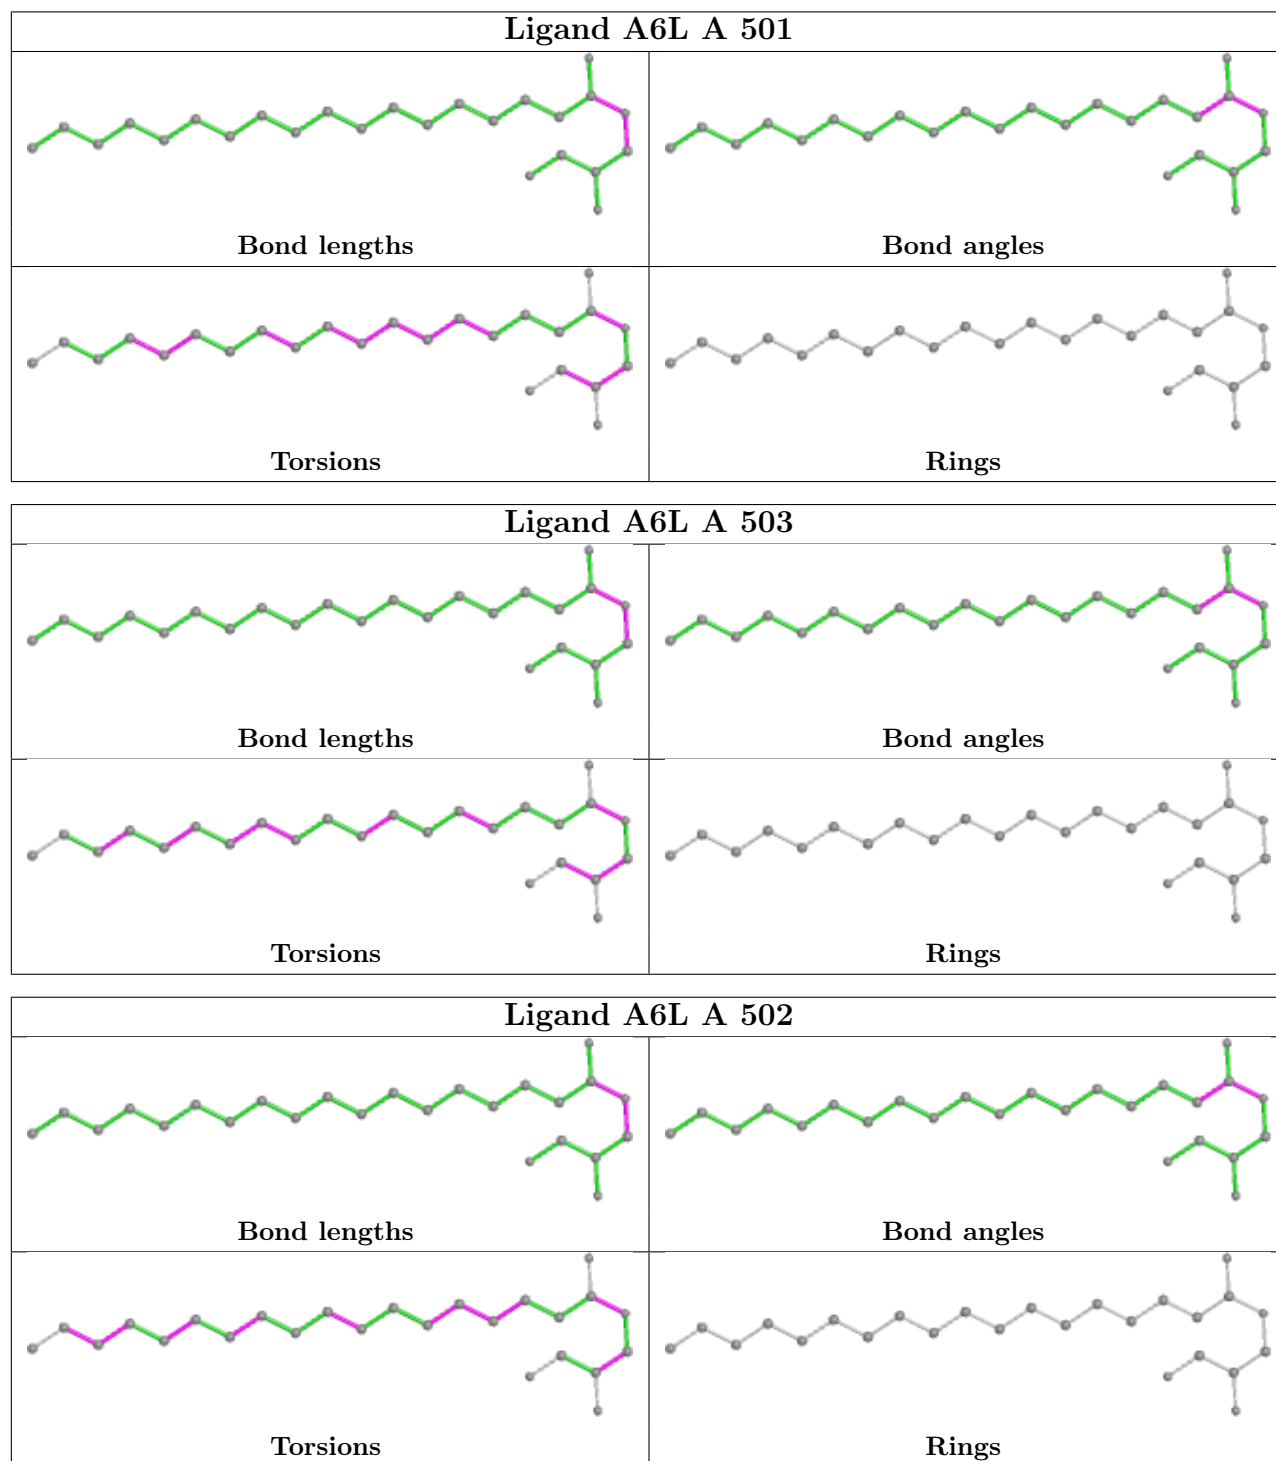 Ligand A6L A 501
Bond lengths
Bond angles
Torsions
Rings
Ligand A6L A 503
Bond lengths
Bond angles
Torsions
Rings
Ligand A6L A 502
Bond lengths
Bond angles
Torsions
Rings